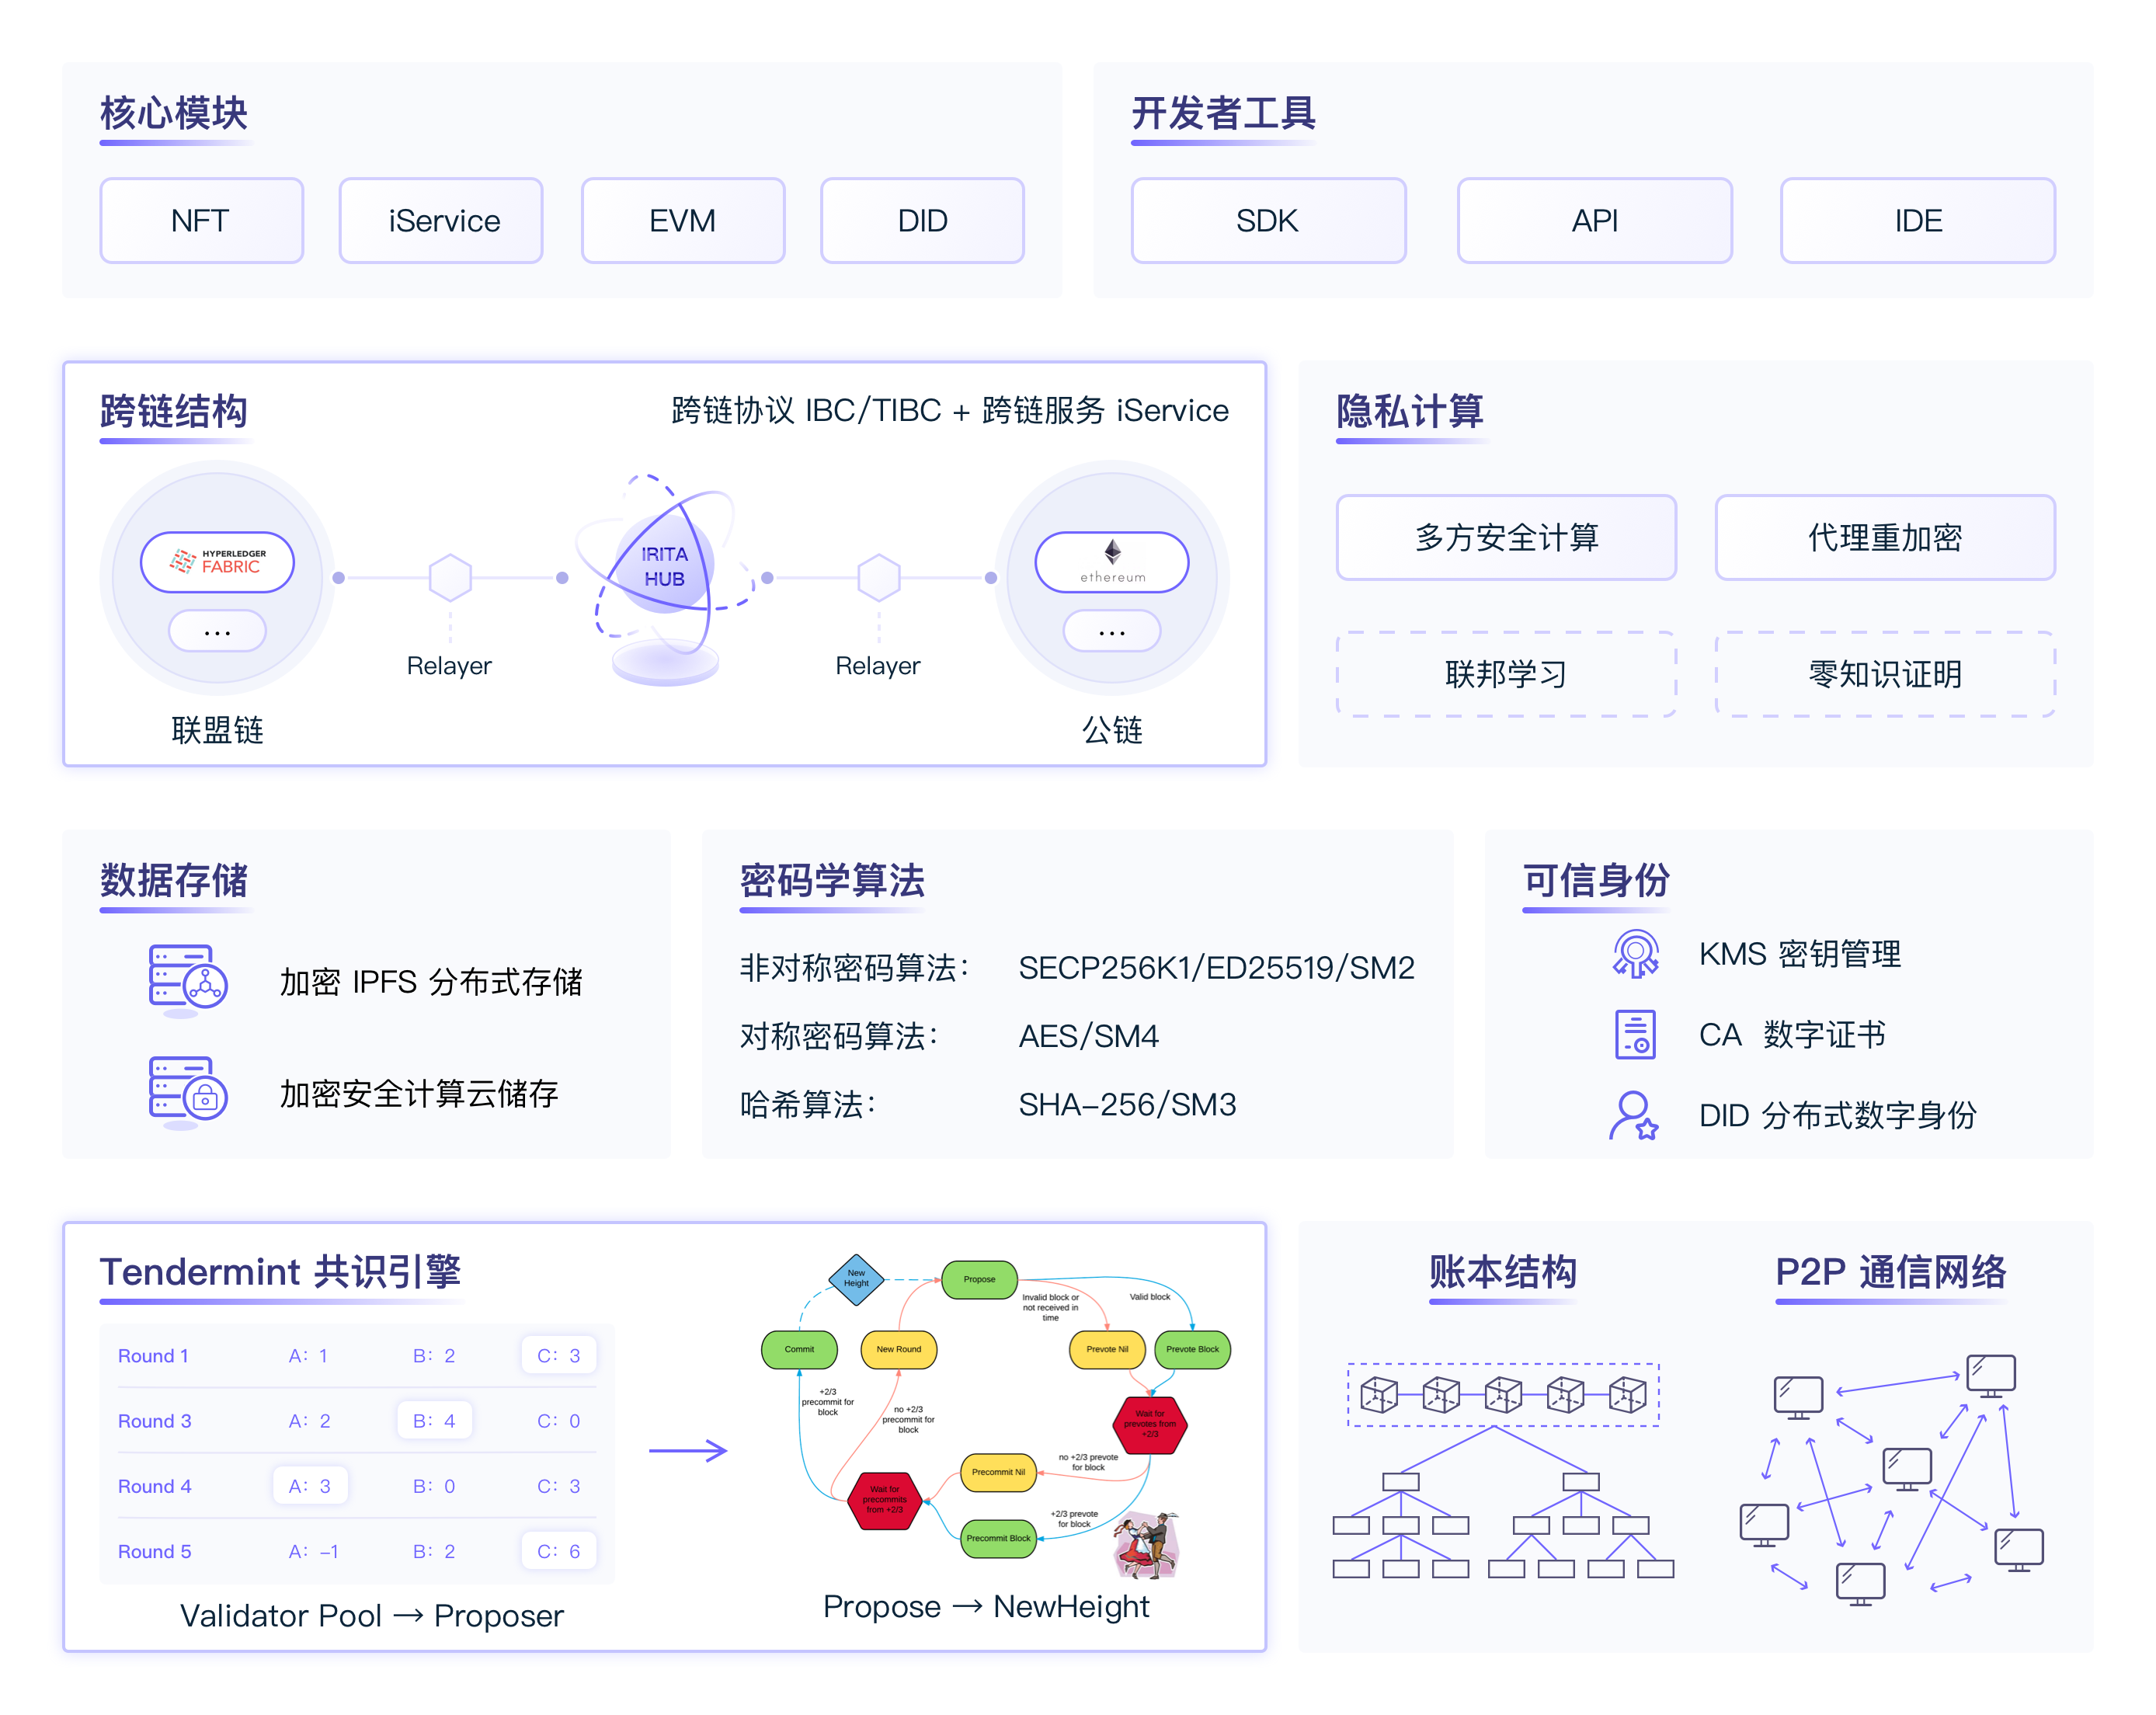 核心模块
NFT
iService
EVM
DID
开发者工具
SDK
API
IDE
跨链结构
跨链协议 IBC/TIBC + 跨链服务 iService
HYPERLEDGER
FABRIC
...
联盟链
Relayer
IRITA
HUB
Relayer
ethereum
...
公链
隐私计算
多方安全计算
代理重加密
联邦学习
零知识证明
数据存储
加密 IPFS 分布式存储
加密安全计算云储存
密码学算法
非对称密码算法： SECP256K1/ED25519/SM2
对称密码算法： AES/SM4
哈希算法： SHA-256/SM3
可信身份
KMS 密钥管理
CA 数字证书
DID 分布式数字身份
Tendermint 共识引擎
Round 1 A: 1 B: 2 C: 3
Round 3 A: 2 B: 4 C: 0
Round 4 A: 3 B: 0 C: 3
Round 5 A: -1 B: 2 C: 6
Validator Pool → Proposer
New
Height
Propose
Invalid block or
not received in
time
Valid block
Commit
New Round
Prevote Nil
Prevote Block
+2/3
precommit for
block
no +2/3
precommit for
block
Wait for
prevotes from
+2/3
no +2/3 prevote
for block
Precommit Nil
Wait for
precommits
from +2/3
+2/3 prevote
for block
Precommit Block
Propose → NewHeight
账本结构
P2P 通信网络